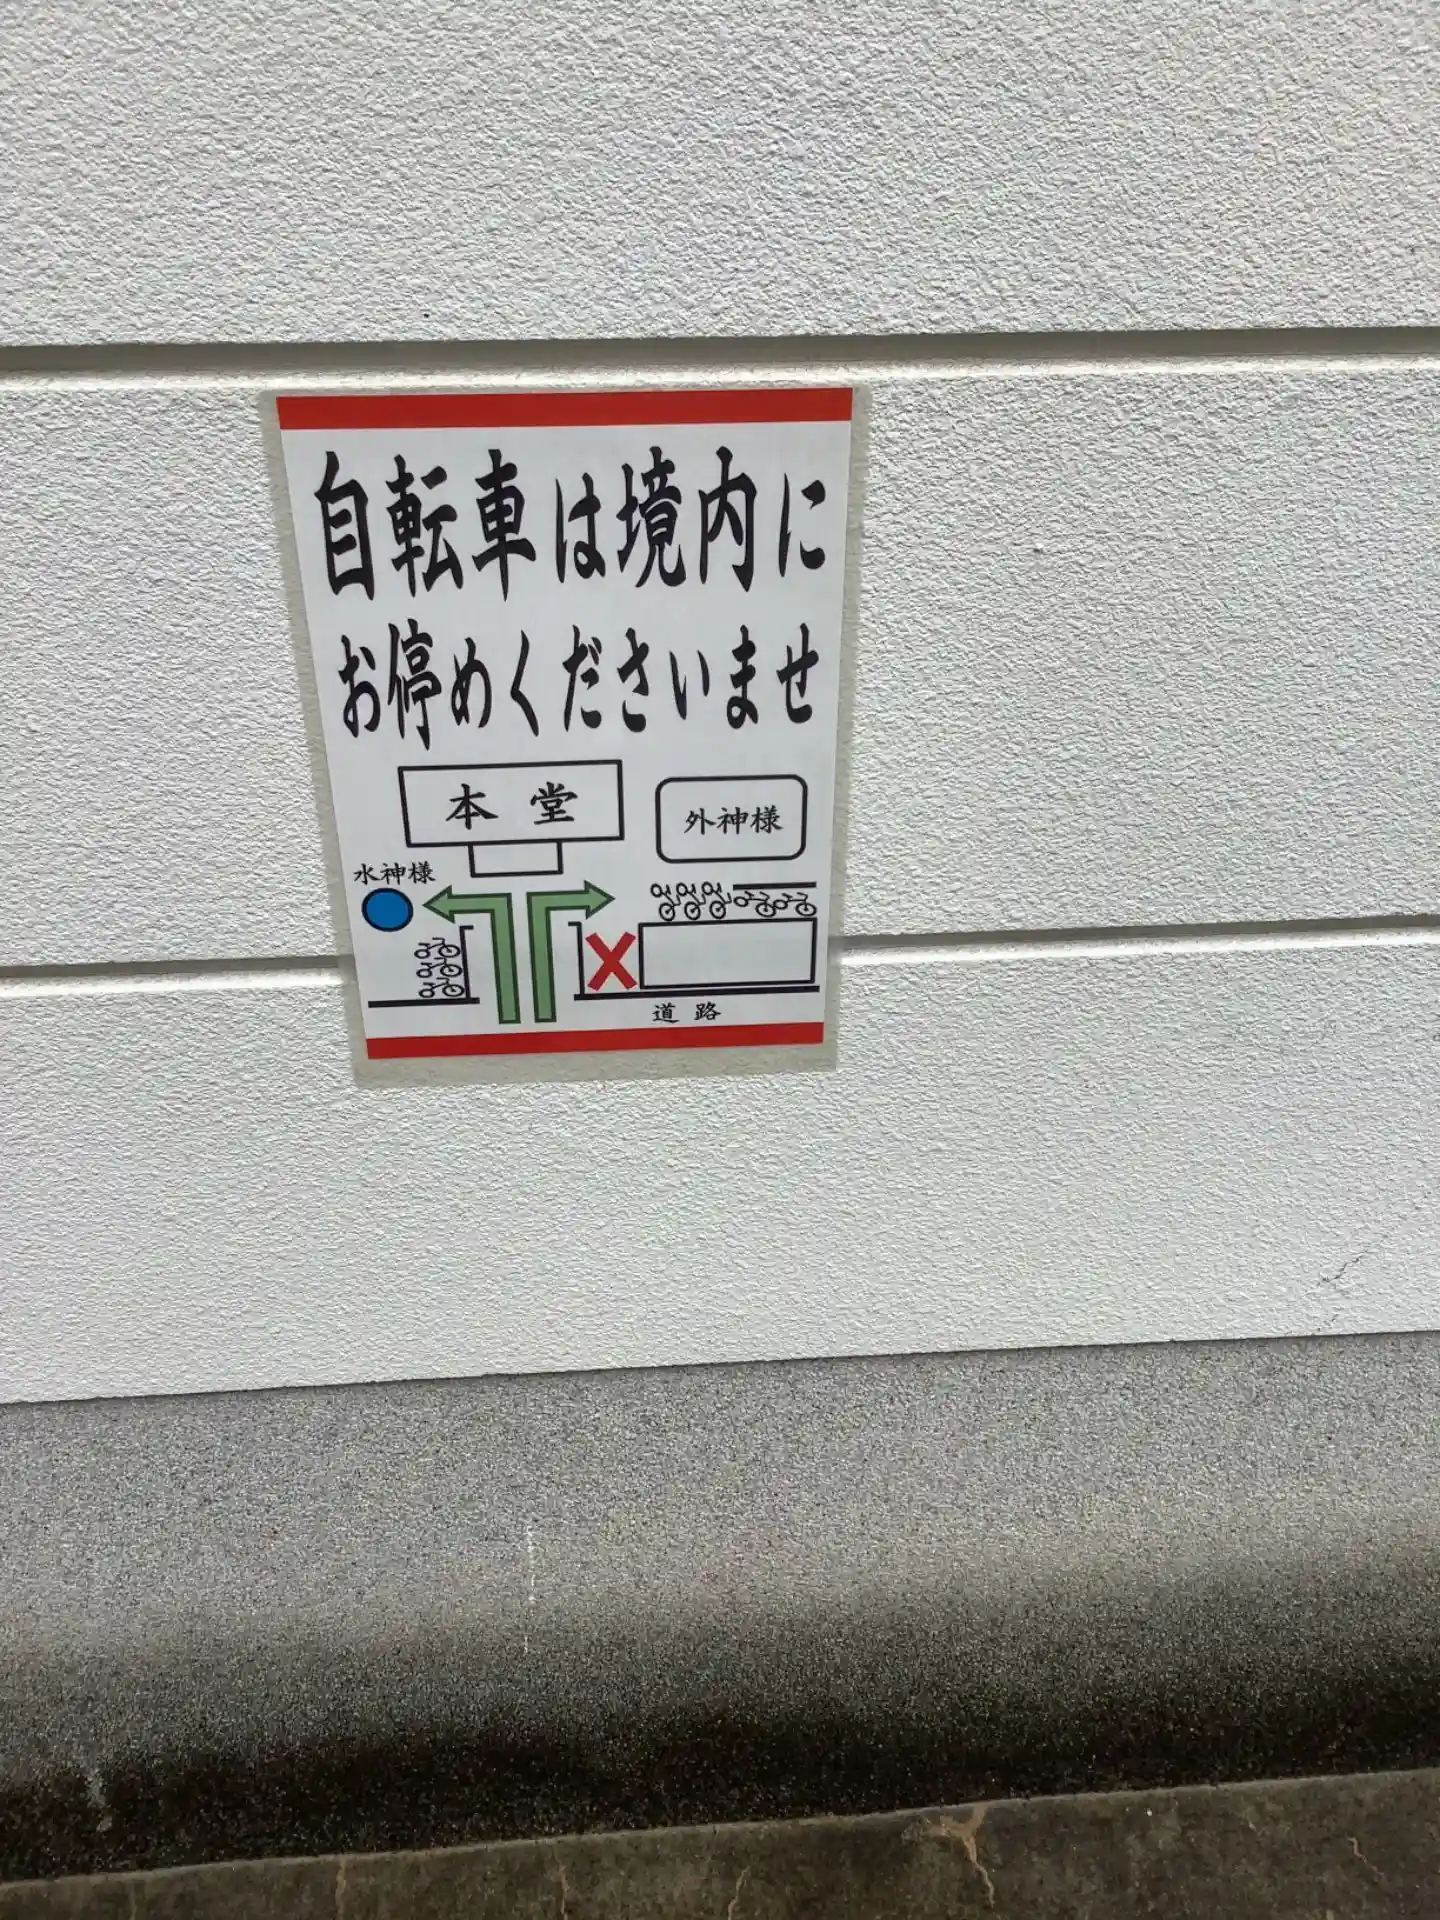 自転車は境内に
お停めくださいませ
本堂
外神様
水神様
道路